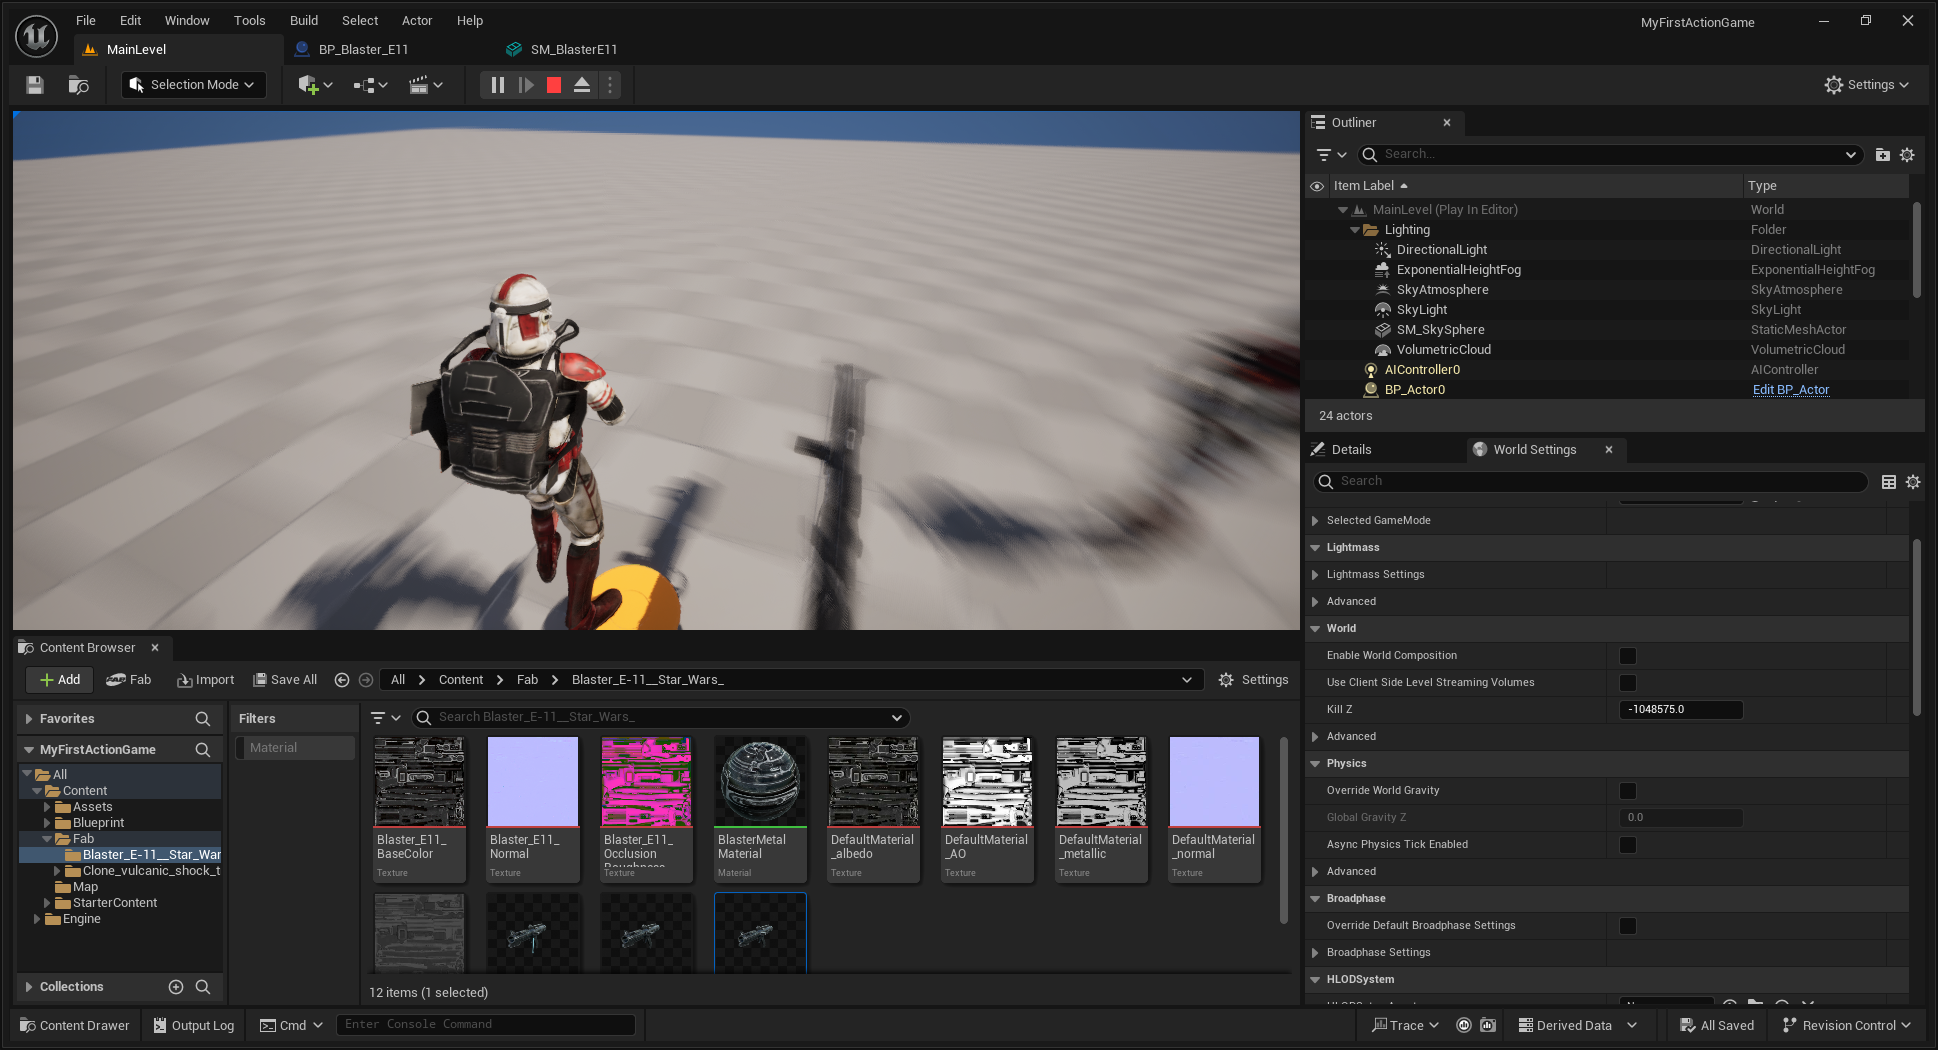 File Edit Window Tools Build Select Actor Help
MyFirstActionGame
MainLevel
BP_Blaster_E11
SM_BlasterE11
Selection Mode
Settings
Outliner
Search...
Item Label
Type
MainLevel (Play In Editor) World
Lighting Folder
DirectionalLight DirectionalLight
ExponentialHeightFog ExponentialHeightFog
SkyAtmosphere SkyAtmosphere
SkyLight SkyLight
SM_SkySphere StaticMeshActor
VolumetricCloud VolumetricCloud
AIController0 AIController
BP_Actor0 Edit BP_Actor
24 actors
Details
World Settings
Search
Selected GameMode
Lightmass
Lightmass Settings
Advanced
World
Enable World Composition
Use Client Side Level Streaming Volumes
Kill Z -1048575.0
Advanced
Physics
Override World Gravity
Global Gravity Z 0.0
Async Physics Tick Enabled
Advanced
Broadphase
Override Default Broadphase Settings
Broadphase Settings
HLODSystem
Content Browser
Add Fab Import Save All All Content Fab Blaster_E-11__Star_Wars_ Settings
Favorites
MyFirstActionGame
All
Content
Assets
Blueprint
Fab
Blaster_E-11__Star_War
Clone_vulcanic_shock_t
Map
StarterContent
Engine
Collections
Filters
Material
Search Blaster_E-11__Star_Wars_
Blaster_E11_
BaseColor
Texture
Blaster_E11_
Normal
Texture
Blaster_E11_
Occlusion
Roughness
Texture
BlasterMetal
Material
Material
DefaultMaterial
_albedo
Texture
DefaultMaterial
_AO
Texture
DefaultMaterial
_metallic
Texture
DefaultMaterial
_normal
Texture
12 items (1 selected)
Content Drawer
Output Log
Cmd
Enter Console Command
Trace
Derived Data
All Saved
Revision Control